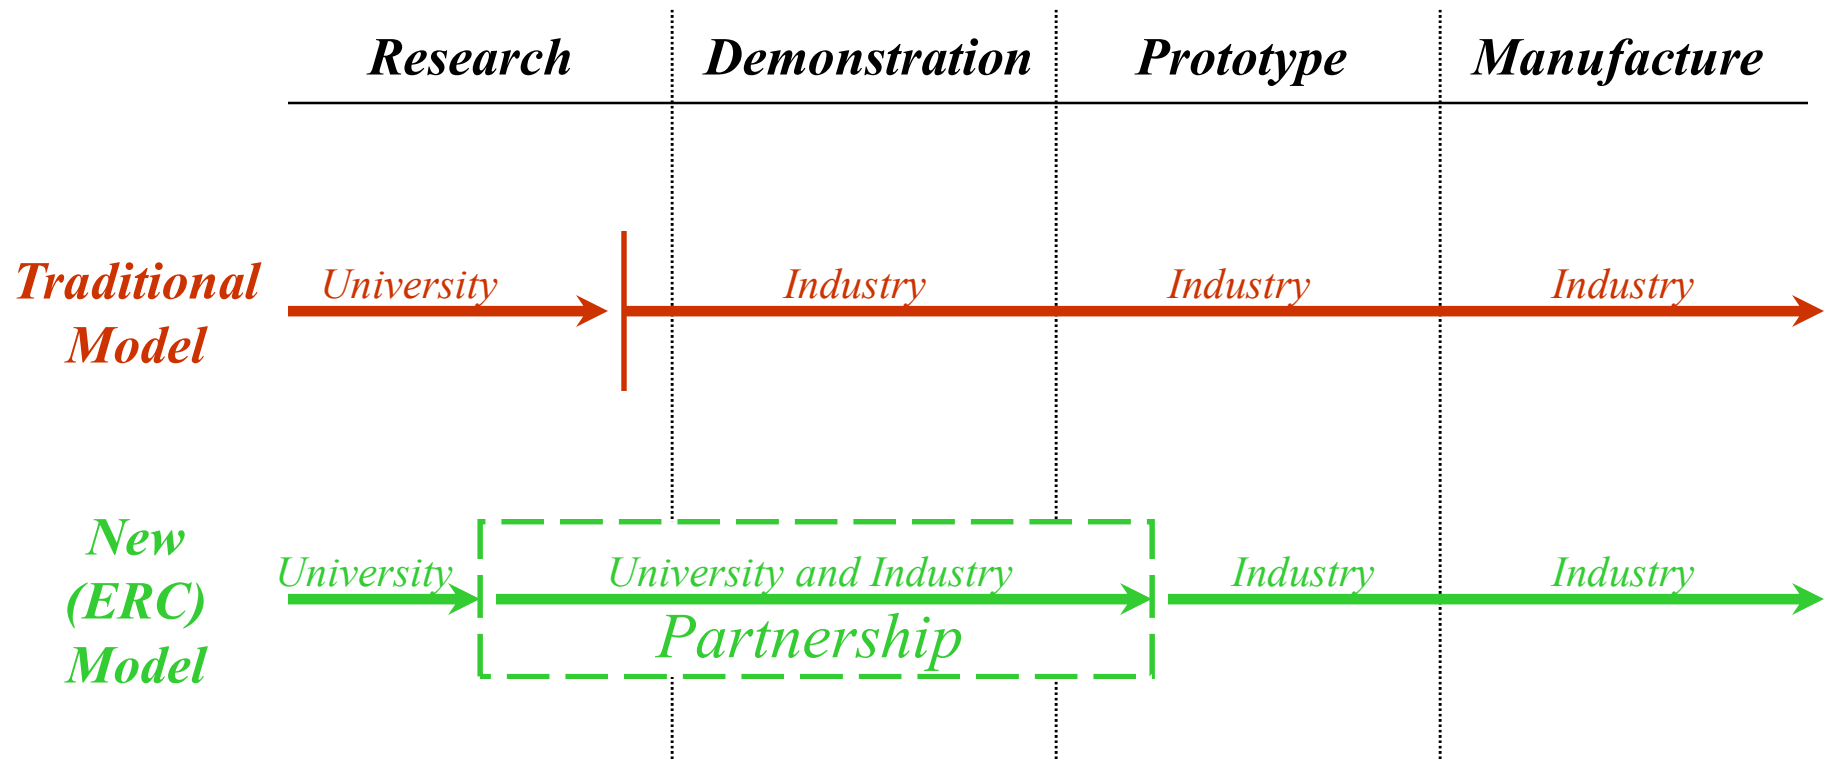 Research Demonstration Prototype Manufacture
Traditional
Model
University Industry Industry Industry
New
(ERC)
Model
University University and Industry Industry Industry
Partnership